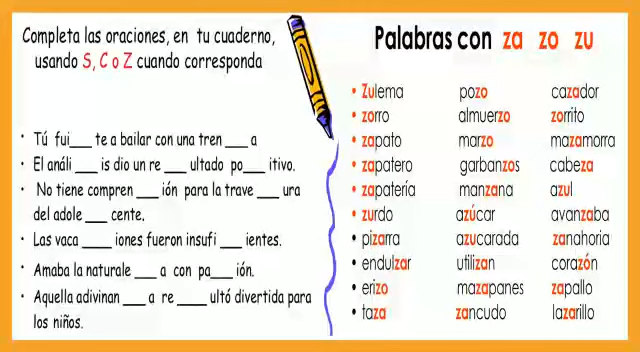 Completa las oraciones, en tu cuaderno,
usando S, C o Z cuando corresponda
• Tú fui___ te a bailar con una tren ___ a
• El análi ___ is dio un re ___ ultado po___ itivo.
• No tiene compren ___ ión para la trave ___ ura
del adole ___ cente.
• Las vaca ____ iones fueron insufi ___ ientes.
• Amaba la naturale ___ a con pa___ ión.
• Aquella adivinan ___ a re ____ ultó divertida para
los niños.
Palabras con za zo zu
• Zulema pozo cazador
• zorro almuerzo zorrito
• zapato marzo mazamorra
• zapatero garbanzos cabeza
• zapatería manzana azul
• zurdo azúcar avanzaba
• pizarra azucarada zanahoria
• endulzar utilizan corazón
• erizo mazapanes zapallo
• taza zancudo lazarillo